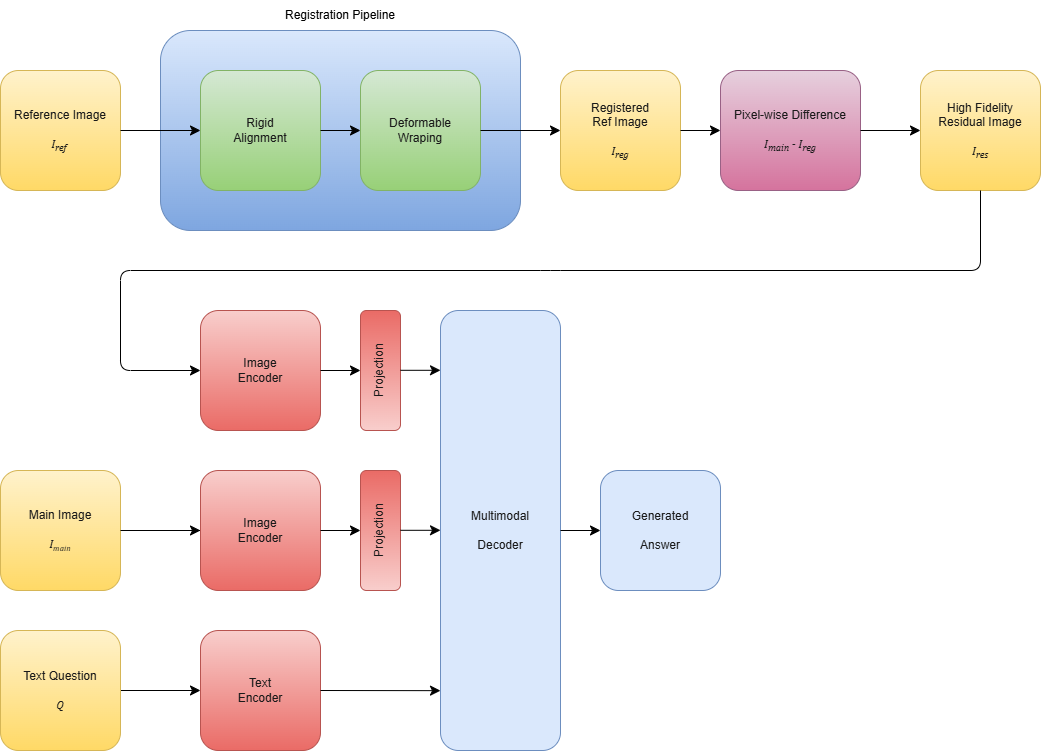 Registration Pipeline
Reference Image
I_ref
Rigid
Alignment
Deformable
Wraping
Registered
Ref Image
I_reg
Pixel-wise Difference
I_main - I_reg
High Fidelity
Residual Image
I_res
Image
Encoder
Projection
Main Image
I_main
Image
Encoder
Projection
Multimodal
Decoder
Generated
Answer
Text Question
Q
Text
Encoder